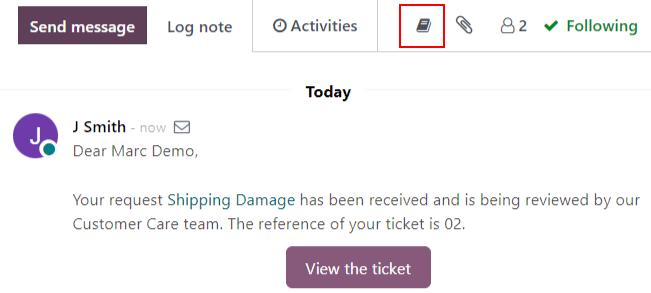 Send message Log note Activities 2 Following
Today
J J Smith - now
Dear Marc Demo,
Your request Shipping Damage has been received and is being reviewed by our
Customer Care team. The reference of your ticket is 02.
View the ticket